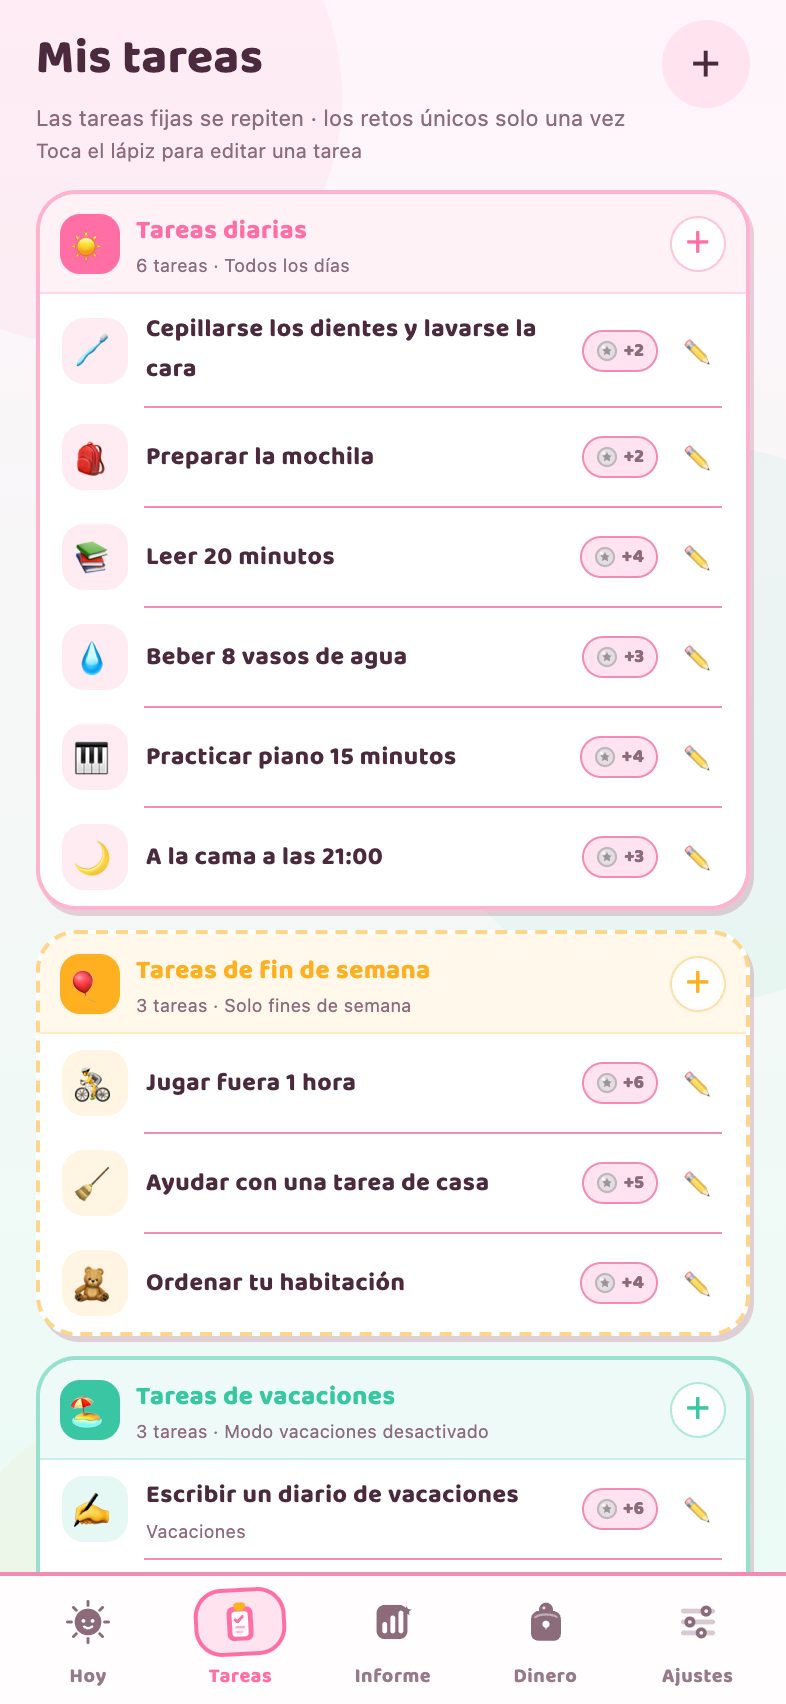 Mis tareas
Las tareas fijas se repiten · los retos únicos solo una vez
Toca el lápiz para editar una tarea
Tareas diarias
6 tareas · Todos los días
Cepillarse los dientes y lavarse la
cara
+2
Preparar la mochila
+2
Leer 20 minutos
+4
Beber 8 vasos de agua
+3
Practicar piano 15 minutos
+4
A la cama a las 21:00
+3
Tareas de fin de semana
3 tareas · Solo fines de semana
Jugar fuera 1 hora
+6
Ayudar con una tarea de casa
+5
Ordenar tu habitación
+4
Tareas de vacaciones
3 tareas · Modo vacaciones desactivado
Escribir un diario de vacaciones
+6
Vacaciones
Hoy
Tareas
Informe
Dinero
Ajustes